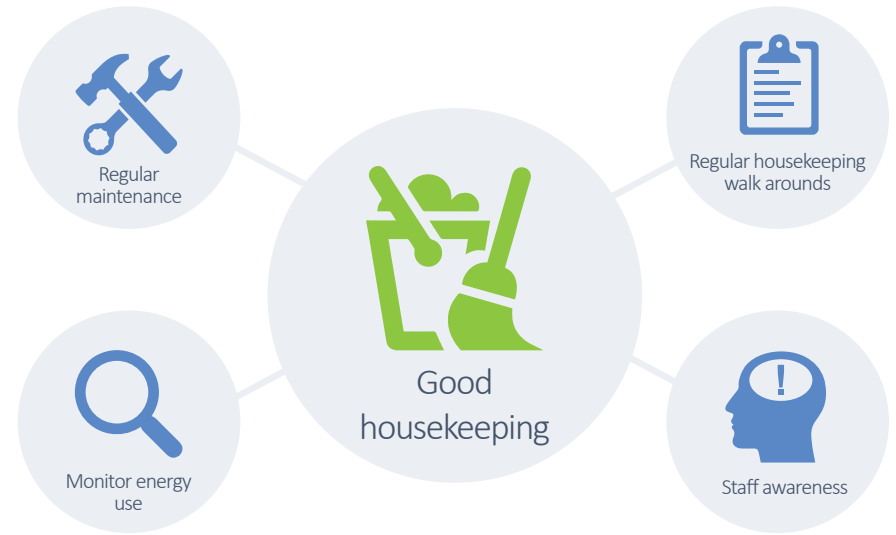 Regular
maintenance
Regular housekeeping
walk arounds
Good
housekeeping
Monitor energy
use
!
Staff awareness